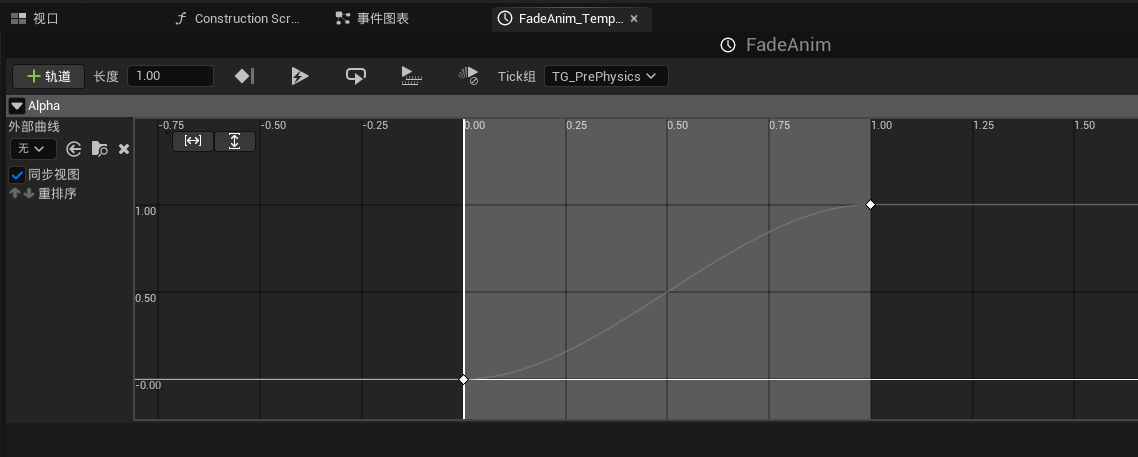 视口
Construction Scr...
事件图表
FadeAnim_Temp...
FadeAnim
轨道
长度
1.00
Tick组
TG_PrePhysics
Alpha
外部曲线
无
同步视图
重排序
-0.75
-0.50
-0.25
0.00
0.25
0.50
0.75
1.00
1.25
1.50
1.00
0.50
-0.00